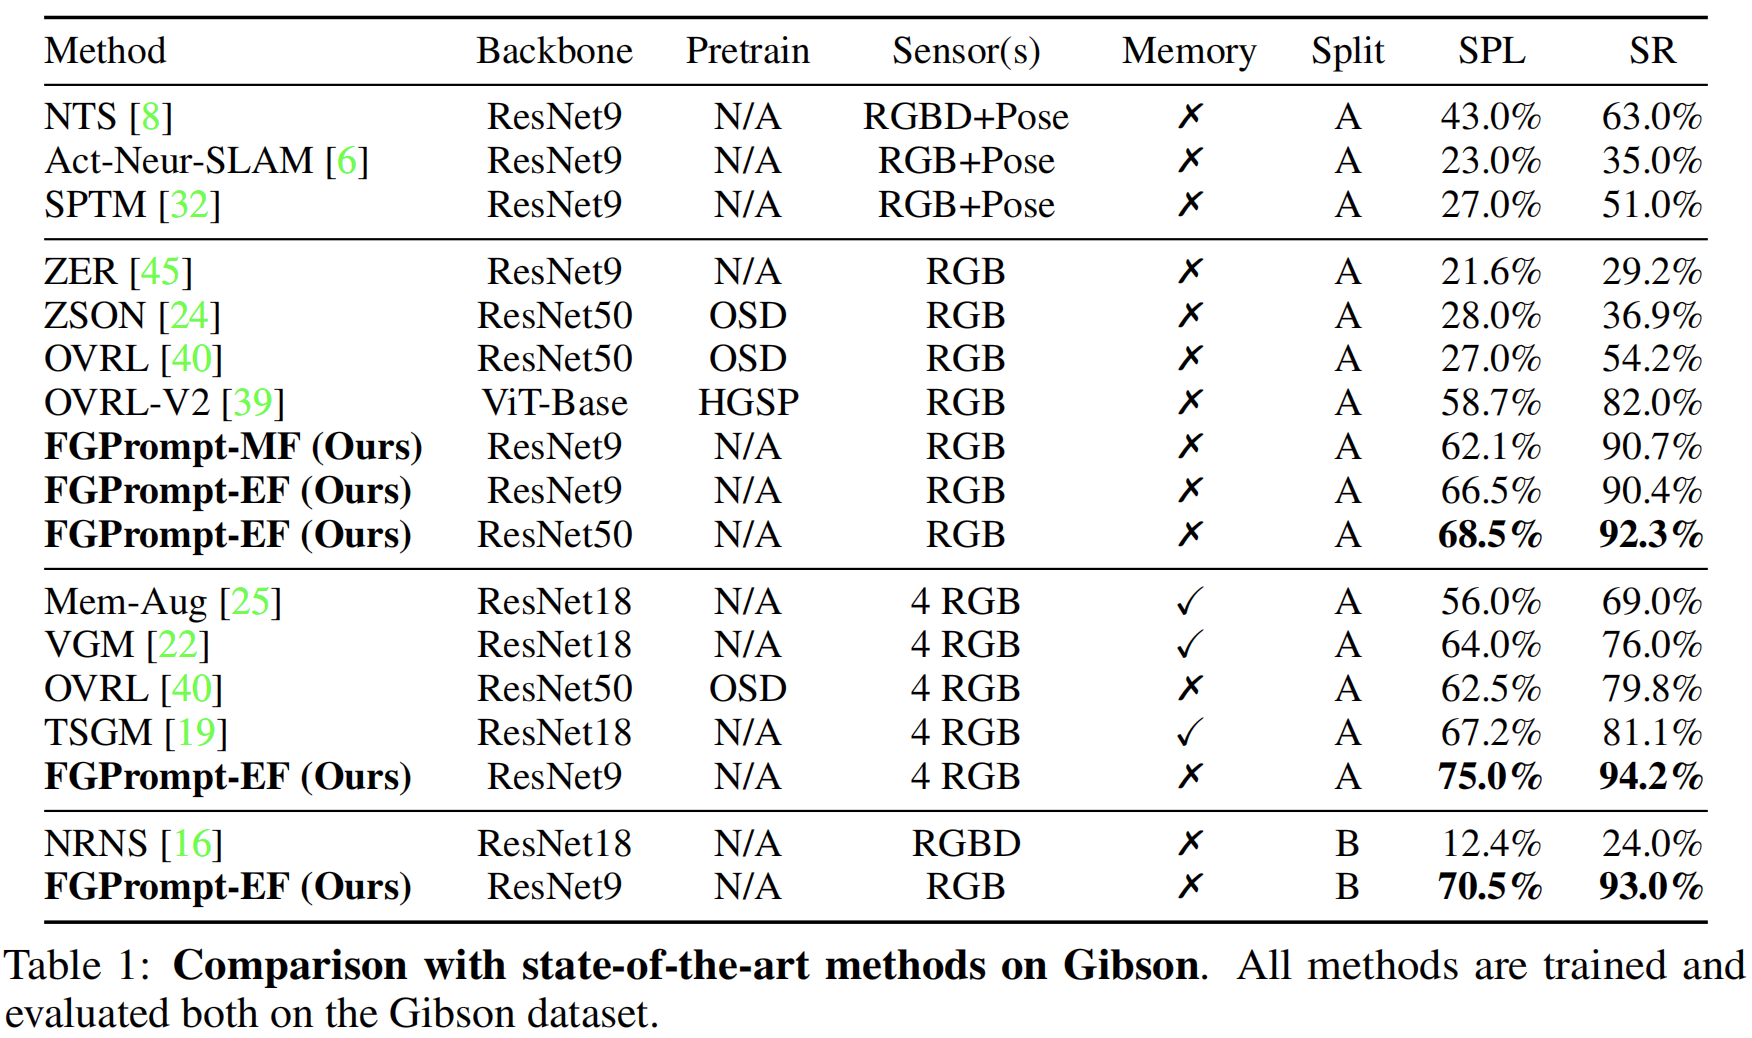 Method Backbone Pretrain Sensor(s) Memory Split SPL SR
NTS [8] ResNet9 N/A RGBD+Pose ✗ A 43.0% 63.0%
Act-Neur-SLAM [6] ResNet9 N/A RGB+Pose ✗ A 23.0% 35.0%
SPTM [32] ResNet9 N/A RGB+Pose ✗ A 27.0% 51.0%
ZER [45] ResNet9 N/A RGB ✗ A 21.6% 29.2%
ZSON [24] ResNet50 OSD RGB ✗ A 28.0% 36.9%
OVRL [40] ResNet50 OSD RGB ✗ A 27.0% 54.2%
OVRL-V2 [39] ViT-Base HGSP RGB ✗ A 58.7% 82.0%
FGPrompt-MF (Ours) ResNet9 N/A RGB ✗ A 62.1% 90.7%
FGPrompt-EF (Ours) ResNet9 N/A RGB ✗ A 66.5% 90.4%
FGPrompt-EF (Ours) ResNet50 N/A RGB ✗ A 68.5% 92.3%
Mem-Aug [25] ResNet18 N/A 4 RGB ✓ A 56.0% 69.0%
VGM [22] ResNet18 N/A 4 RGB ✓ A 64.0% 76.0%
OVRL [40] ResNet50 OSD 4 RGB ✗ A 62.5% 79.8%
TSGM [19] ResNet18 N/A 4 RGB ✓ A 67.2% 81.1%
FGPrompt-EF (Ours) ResNet9 N/A 4 RGB ✗ A 75.0% 94.2%
NRNS [16] ResNet18 N/A RGBD ✗ B 12.4% 24.0%
FGPrompt-EF (Ours) ResNet9 N/A RGB ✗ B 70.5% 93.0%
Table 1: Comparison with state-of-the-art methods on Gibson. All methods are trained and
evaluated both on the Gibson dataset.